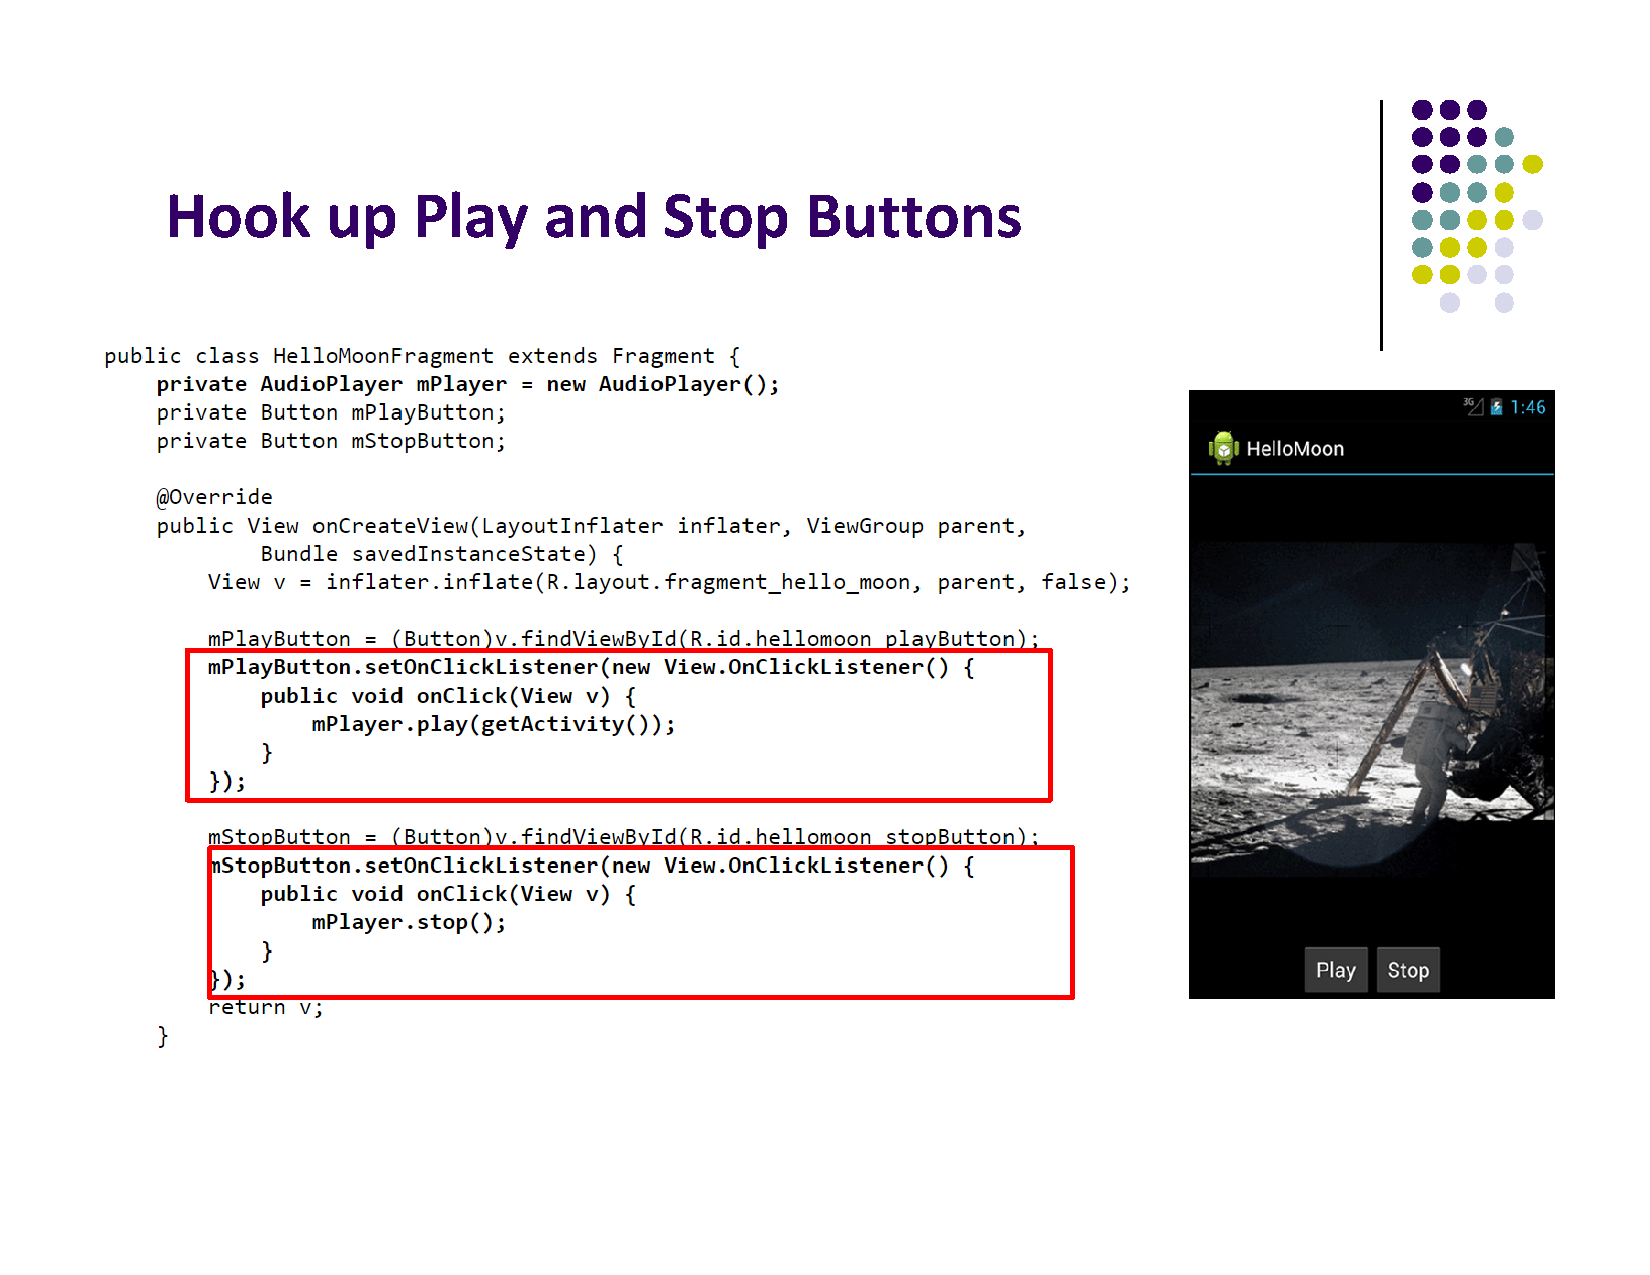 Hook up Play and Stop Buttons
public class HelloMoonFragment extends Fragment {
    private AudioPlayer mPlayer = new AudioPlayer();
    private Button mPlayButton;
    private Button mStopButton;

    @Override
    public View onCreateView(LayoutInflater inflater, ViewGroup parent,
            Bundle savedInstanceState) {
        View v = inflater.inflate(R.layout.fragment_hello_moon, parent, false);

        mPlayButton = (Button)v.findViewById(R.id.hellomoon_playButton);
        mPlayButton.setOnClickListener(new View.OnClickListener() {
            public void onClick(View v) {
                mPlayer.play(getActivity());
            }
        });

        mStopButton = (Button)v.findViewById(R.id.hellomoon_stopButton);
        mStopButton.setOnClickListener(new View.OnClickListener() {
            public void onClick(View v) {
                mPlayer.stop();
            }
        });
        return v;
    }
3G 1:46
HelloMoon
Play Stop